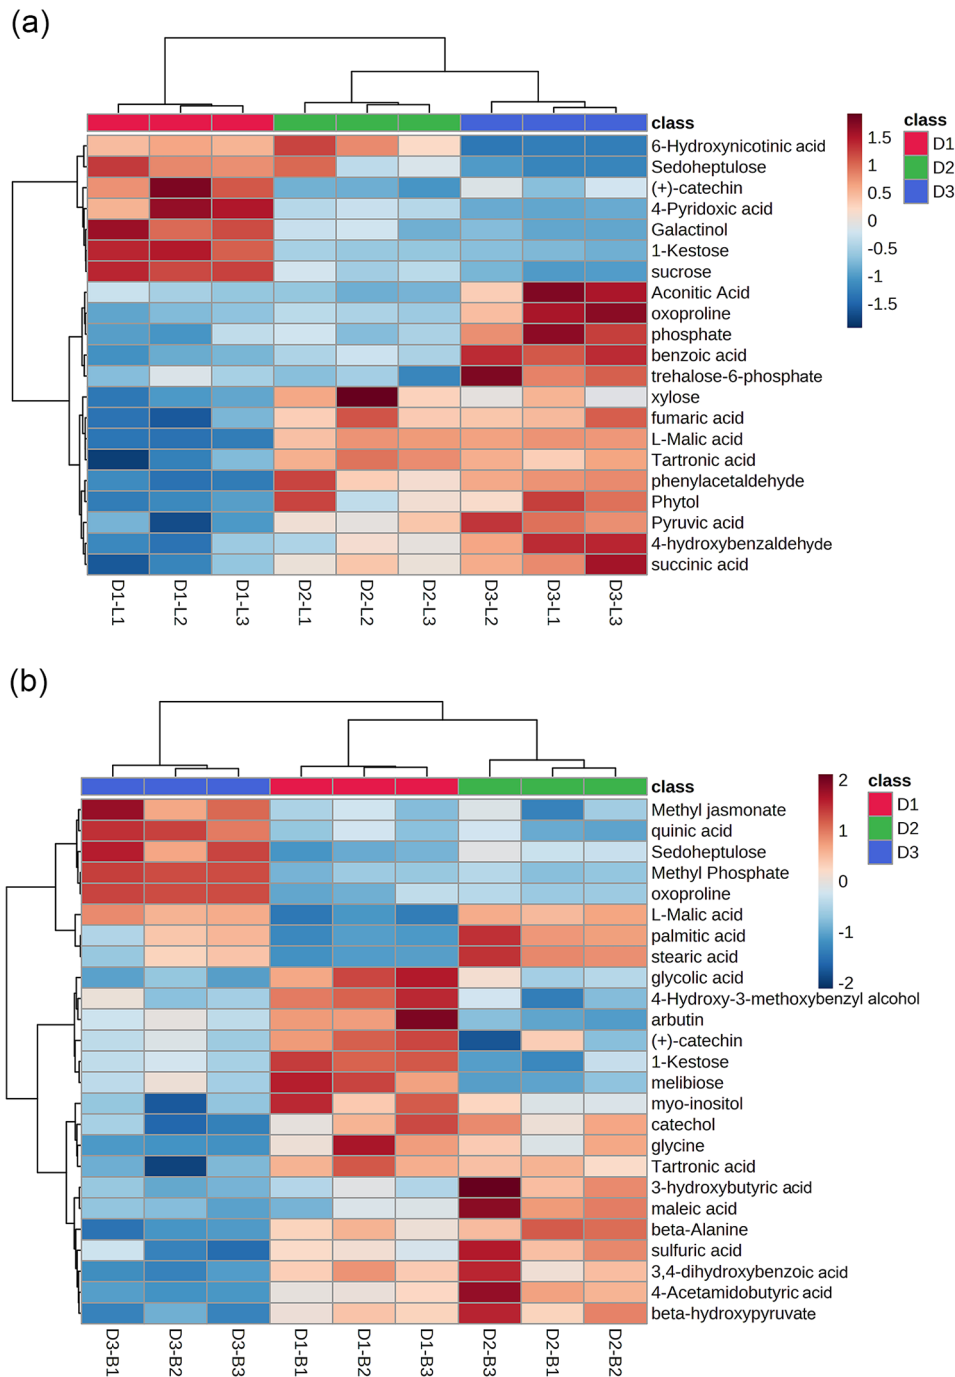 (a)
class
6-Hydroxynicotinic acid
Sedoheptulose
(+)-catechin
4-Pyridoxic acid
Galactinol
1-Kestose
sucrose
Aconitic Acid
oxoproline
phosphate
benzoic acid
trehalose-6-phosphate
xylose
fumaric acid
L-Malic acid
Tartronic acid
phenylacetaldehyde
Phytol
Pyruvic acid
4-hydroxybenzaldehyde
succinic acid
D1-L1
D1-L2
D1-L3
D2-L1
D2-L2
D2-L3
D3-L2
D3-L1
D3-L3
1.5
1
0.5
0
-0.5
-1
-1.5
class
D1
D2
D3
(b)
class
Methyl jasmonate
quinic acid
Sedoheptulose
Methyl Phosphate
oxoproline
L-Malic acid
palmitic acid
stearic acid
glycolic acid
4-Hydroxy-3-methoxybenzyl alcohol
arbutin
(+)-catechin
1-Kestose
melibiose
myo-inositol
catechol
glycine
Tartronic acid
3-hydroxybutyric acid
maleic acid
beta-Alanine
sulfuric acid
3,4-dihydroxybenzoic acid
4-Acetamidobutyric acid
beta-hydroxypyruvate
D3-B1
D3-B2
D3-B3
D1-B1
D1-B2
D1-B3
D2-B3
D2-B1
D2-B2
2
1
0
-1
-2
class
D1
D2
D3